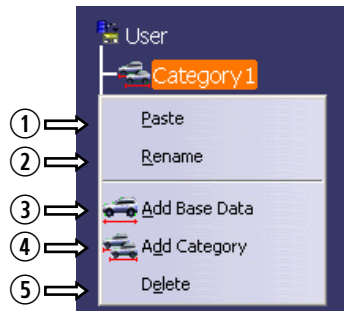 User
Category1
① Paste
② Rename
③ Add Base Data
④ Add Category
⑤ Delete